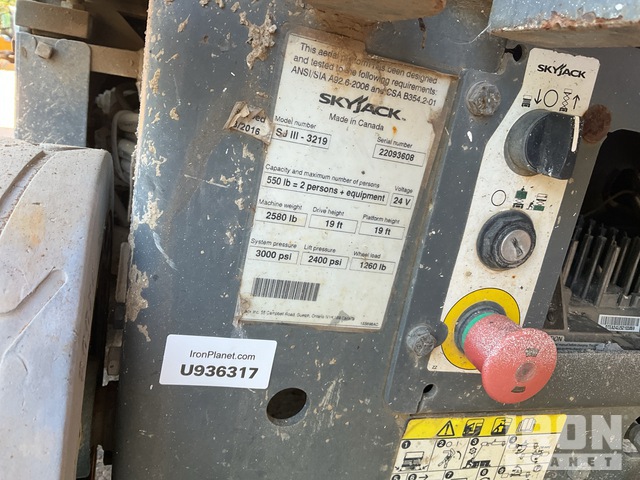 This aerial platform has been designed
and tested to the following requirements:
ANSI/SIA A92.6-2006 and CSA B354.2-01
SKYJACK
Made in Canada
/2016
Model number
SJ III - 3219
Serial number
22093608
Capacity and maximum number of persons
550 lb = 2 persons + equipment
Voltage
24 V
Machine weight
2580 lb
Drive height
19 ft
Platform height
19 ft
System pressure
3000 psi
Lift pressure
2400 psi
Wheel load
1260 lb
IronPlanet.com®
U936317
SKYJACK
IRON
PLANET